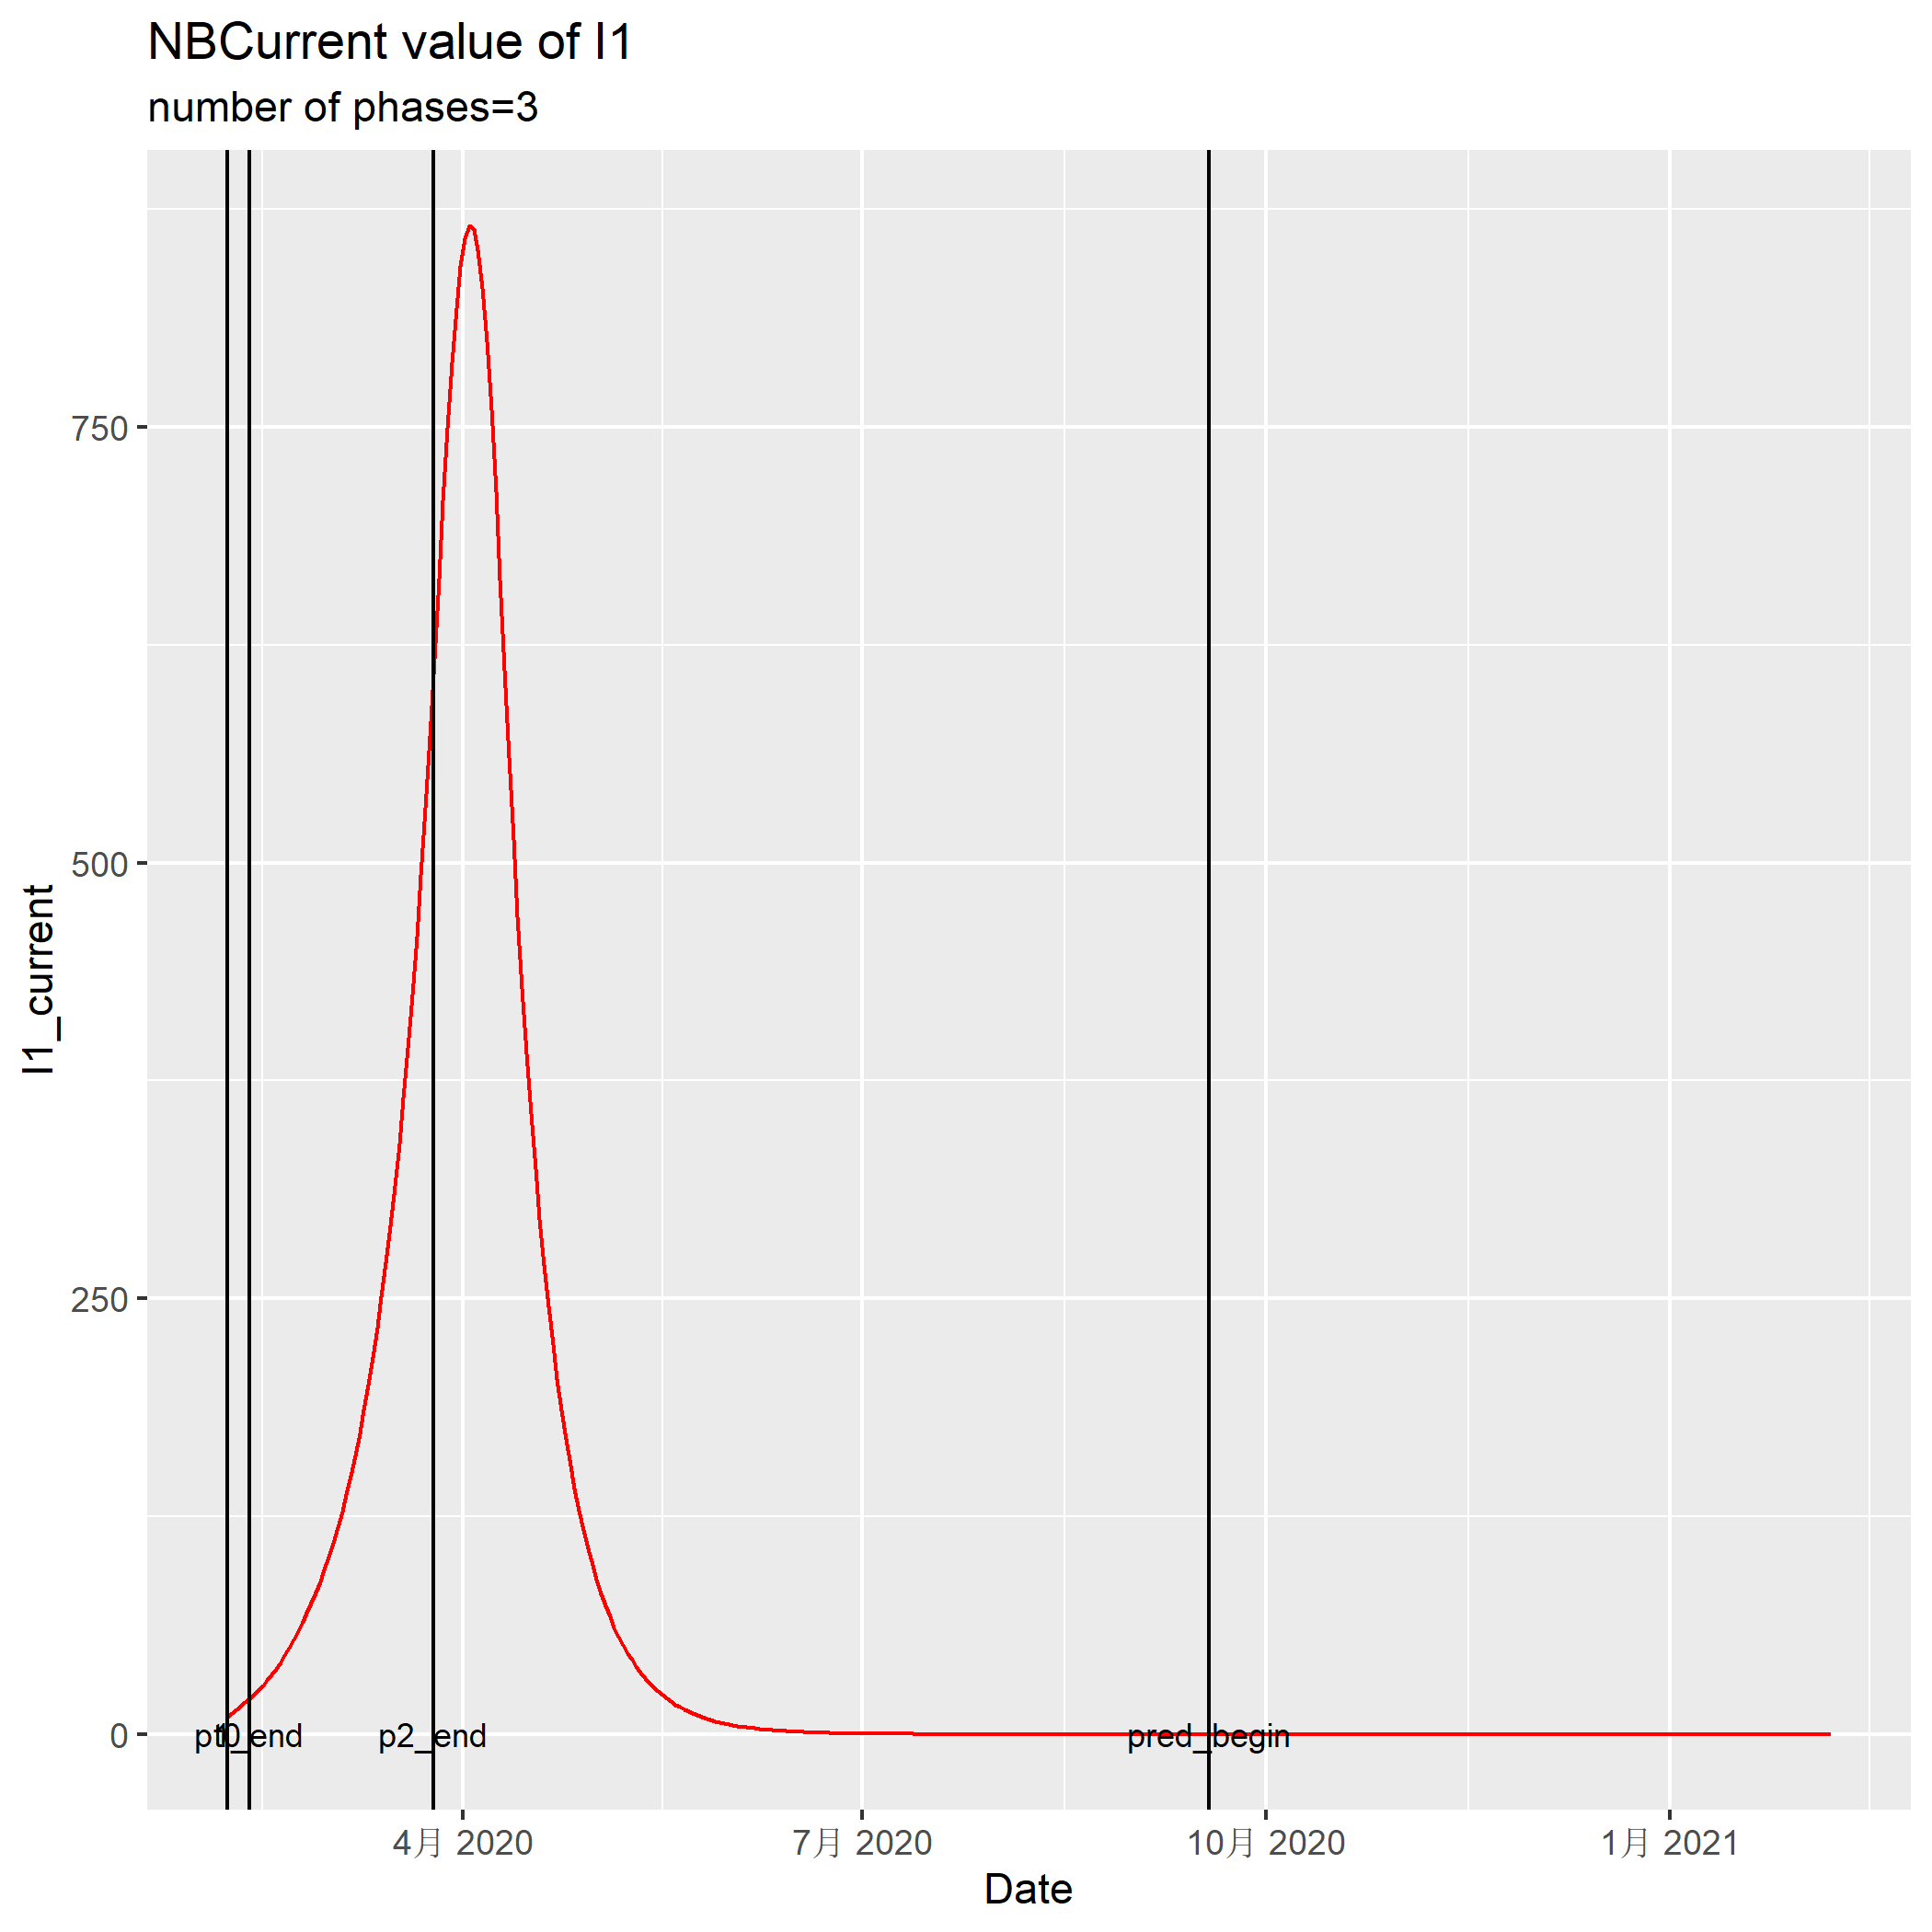 NBCurrent value of I1
number of phases=3
I1_current
750
500
250
0
p2_end
pred_begin
4月 2020
7月 2020
10月 2020
1月 2021
Date